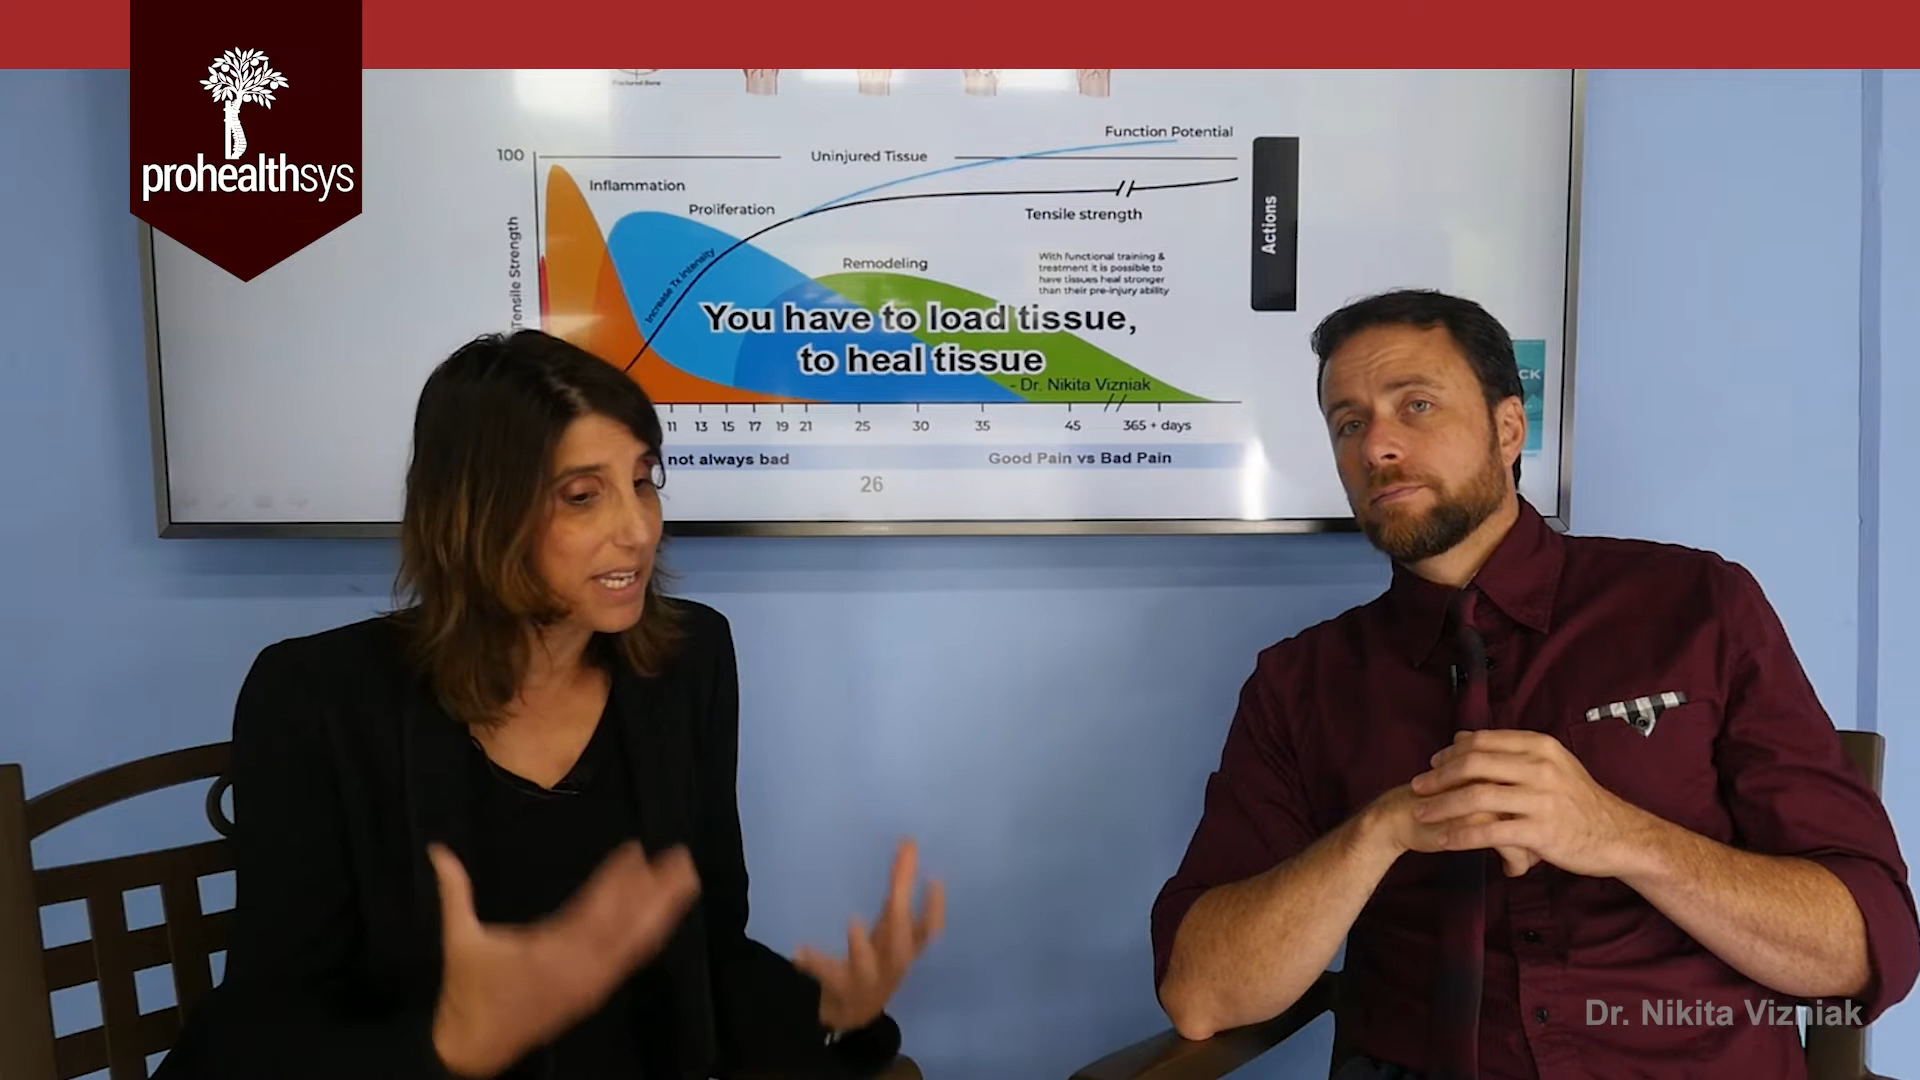 prohealthsys
Fractured Bone
Function Potential
100
Uninjured Tissue
Inflammation
Proliferation
Tensile strength
Tensile Strength
Increase Tx Intensity
Remodeling
With functional training &
treatment it is possible to
have tissues heal stronger
than their pre-injury ability
Actions
You have to load tissue,
to heal tissue
- Dr. Nikita Vizniak
CK
11 13 15 17 19 21 25 30 35 45 365 + days
not always bad
Good Pain vs Bad Pain
26
Dr. Nikita Vizniak